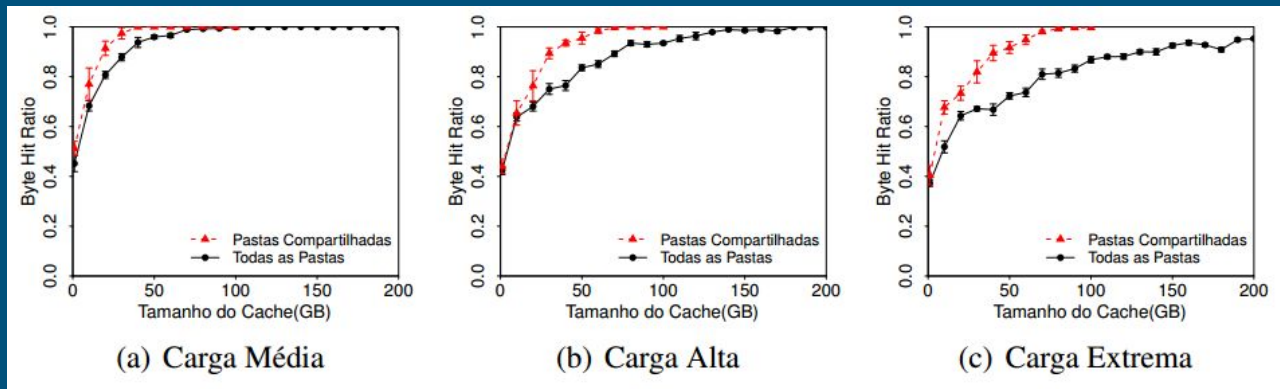 Byte Hit Ratio
0.0 0.2 0.4 0.6 0.8 1.0
Pastas Compartilhadas
Todas as Pastas
0 50 100 150 200
Tamanho do Cache(GB)
(a) Carga Média
Byte Hit Ratio
0.0 0.2 0.4 0.6 0.8 1.0
Pastas Compartilhadas
Todas as Pastas
0 50 100 150 200
Tamanho do Cache(GB)
(b) Carga Alta
Byte Hit Ratio
0.0 0.2 0.4 0.6 0.8 1.0
Pastas Compartilhadas
Todas as Pastas
0 50 100 150 200
Tamanho do Cache(GB)
(c) Carga Extrema